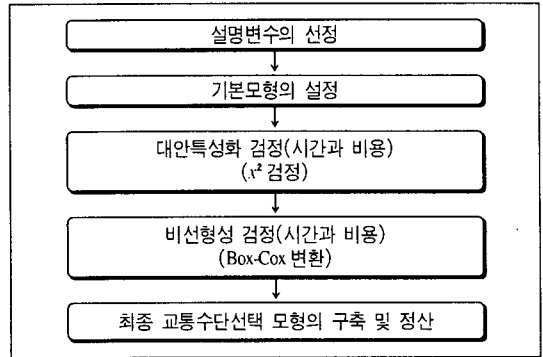 설명변수의 선정
기본모형의 설정
대안특성화 검정(시간과 비용)
(x² 검정)
비선형성 검정(시간과 비용)
(Box-Cox 변환)
최종 교통수단선택 모형의 구축 및 정산